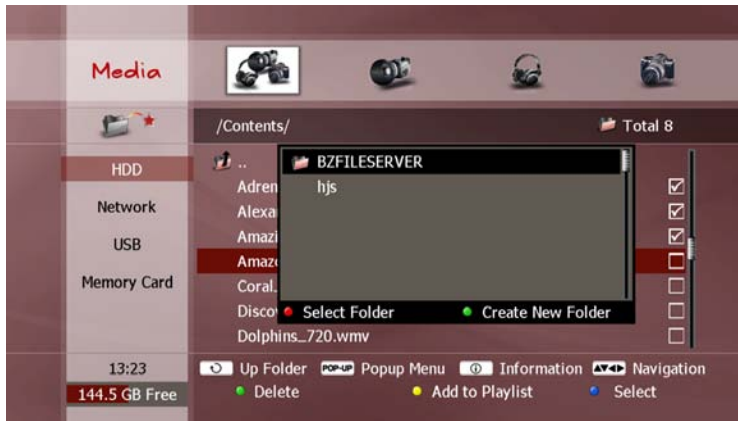 Media
/Contents/
Total 8
HDD
Network
USB
Memory Card
..
Adren
Alexa
Amazi
Amaz
Coral.
Disco
Dolphins_720.wmv
BZFILESERVER
hjs
Select Folder
Create New Folder
13:23
144.5 GB Free
Up Folder POP-UP Popup Menu Information Navigation
Delete Add to Playlist Select